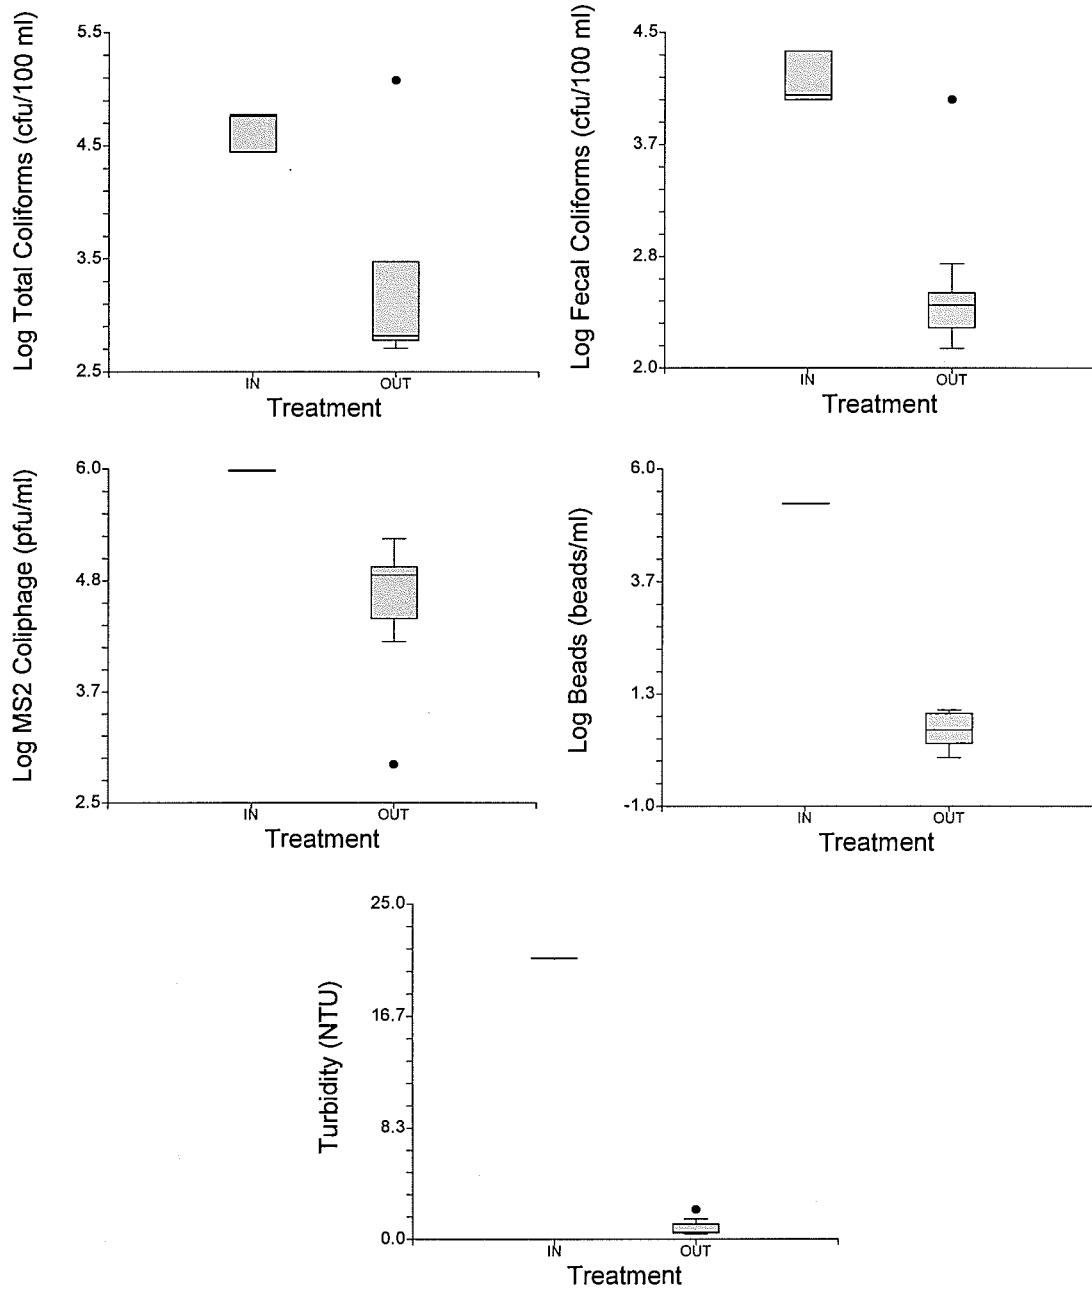 Log Total Coliforms (cfu/100 ml)
5.5
4.5
3.5
2.5
IN OUT
Treatment
Log Fecal Coliforms (cfu/100 ml)
4.5
3.7
2.8
2.0
IN OUT
Treatment
Log MS2 Coliphage (pfu/ml)
6.0
4.8
3.7
2.5
IN OUT
Treatment
Log Beads (beads/ml)
6.0
3.7
1.3
-1.0
IN OUT
Treatment
Turbidity (NTU)
25.0
16.7
8.3
0.0
IN OUT
Treatment